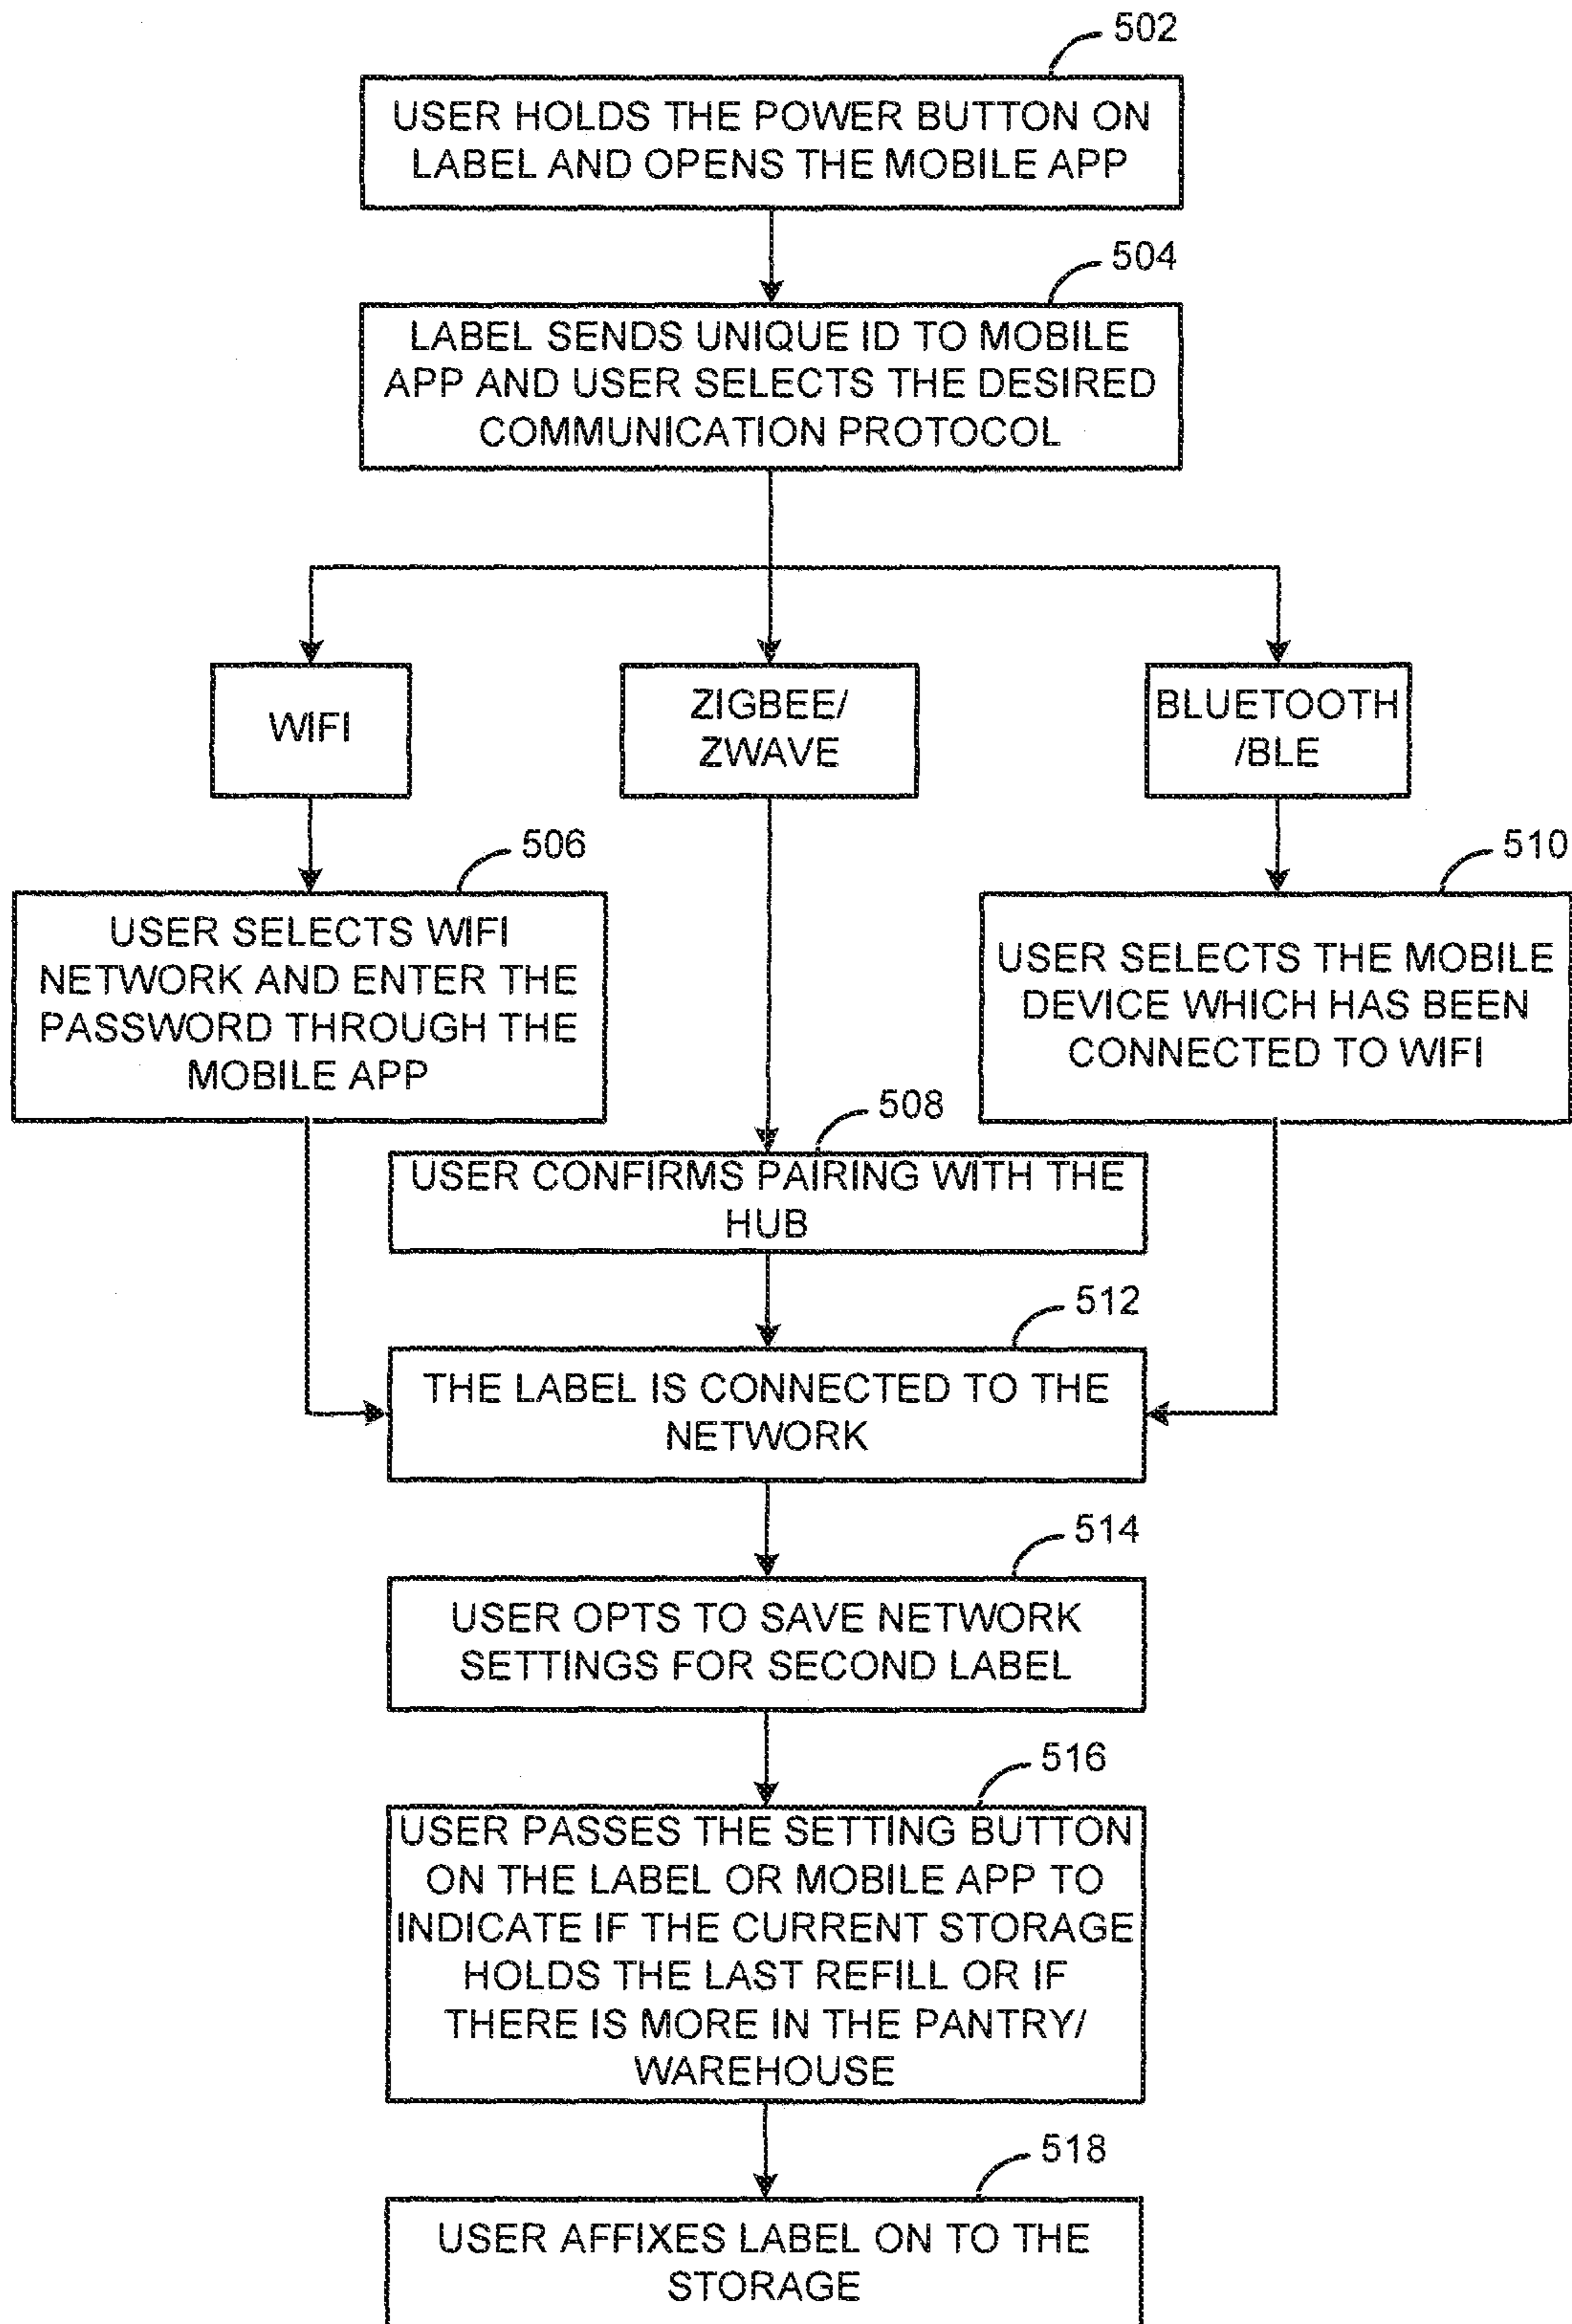 502
USER HOLDS THE POWER BUTTON ON
LABEL AND OPENS THE MOBILE APP
504
LABEL SENDS UNIQUE ID TO MOBILE
APP AND USER SELECTS THE DESIRED
COMMUNICATION PROTOCOL
WIFI
ZIGBEE/
ZWAVE
BLUETOOTH
/BLE
506
USER SELECTS WIFI
NETWORK AND ENTER THE
PASSWORD THROUGH THE
MOBILE APP
510
USER SELECTS THE MOBILE
DEVICE WHICH HAS BEEN
CONNECTED TO WIFI
508
USER CONFIRMS PAIRING WITH THE
HUB
512
THE LABEL IS CONNECTED TO THE
NETWORK
514
USER OPTS TO SAVE NETWORK
SETTINGS FOR SECOND LABEL
516
USER PASSES THE SETTING BUTTON
ON THE LABEL OR MOBILE APP TO
INDICATE IF THE CURRENT STORAGE
HOLDS THE LAST REFILL OR IF
THERE IS MORE IN THE PANTRY/
WAREHOUSE
518
USER AFFIXES LABEL ON TO THE
STORAGE